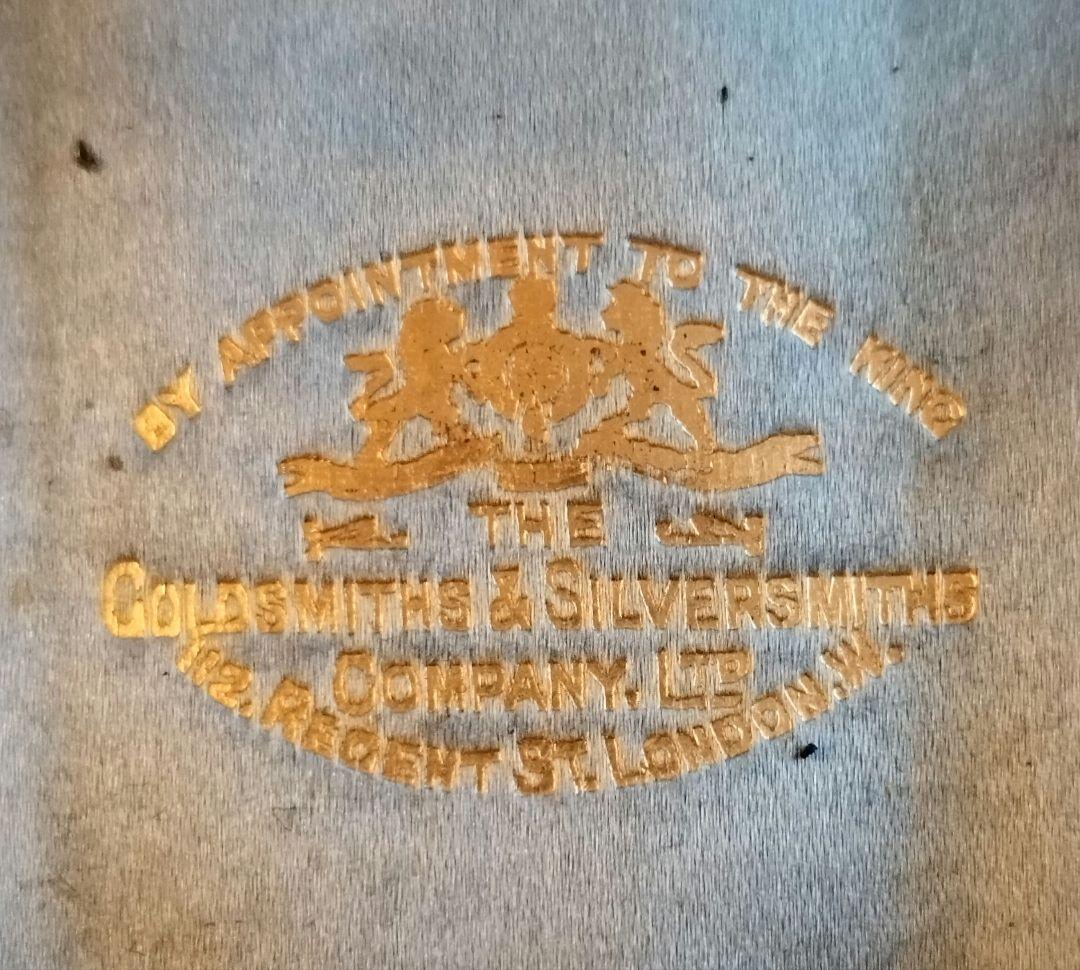 BY APPOINTMENT TO THE KING
THE
GOLDSMITHS & SILVERSMITHS
COMPANY, LTD
112, REGENT ST. LONDON, W.